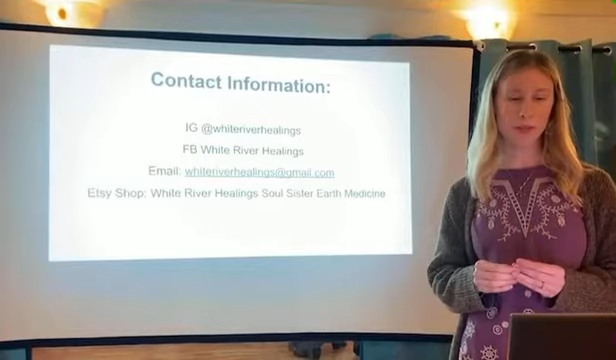 Contact Information:
IG @whiteriverhealings
FB White River Healings
Email: whiteriverhealings@gmail.com
Etsy Shop: White River Healings Soul Sister Earth Medicine